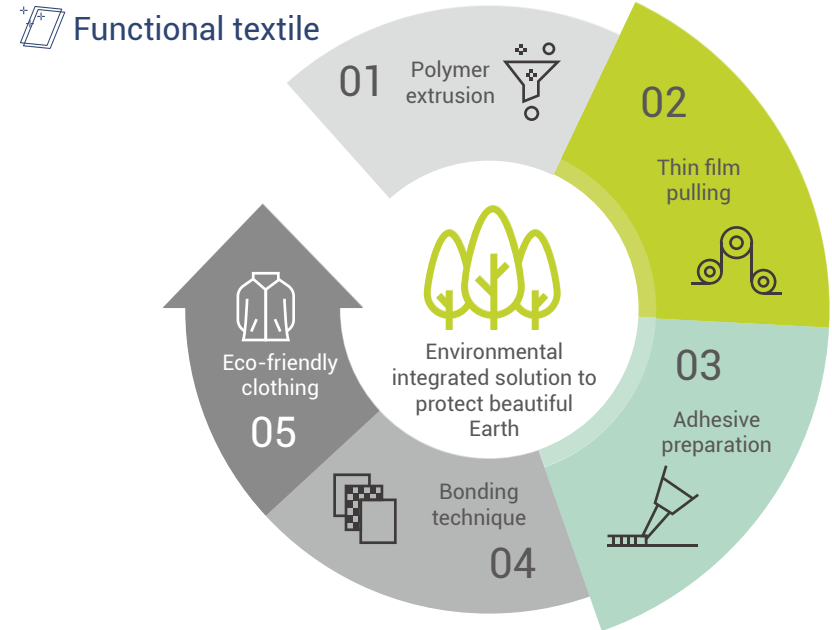 Functional textile
01
Polymer
extrusion
02
Thin film
pulling
03
Adhesive
preparation
Bonding
technique
04
Eco-friendly
clothing
05
Environmental
integrated solution to
protect beautiful
Earth